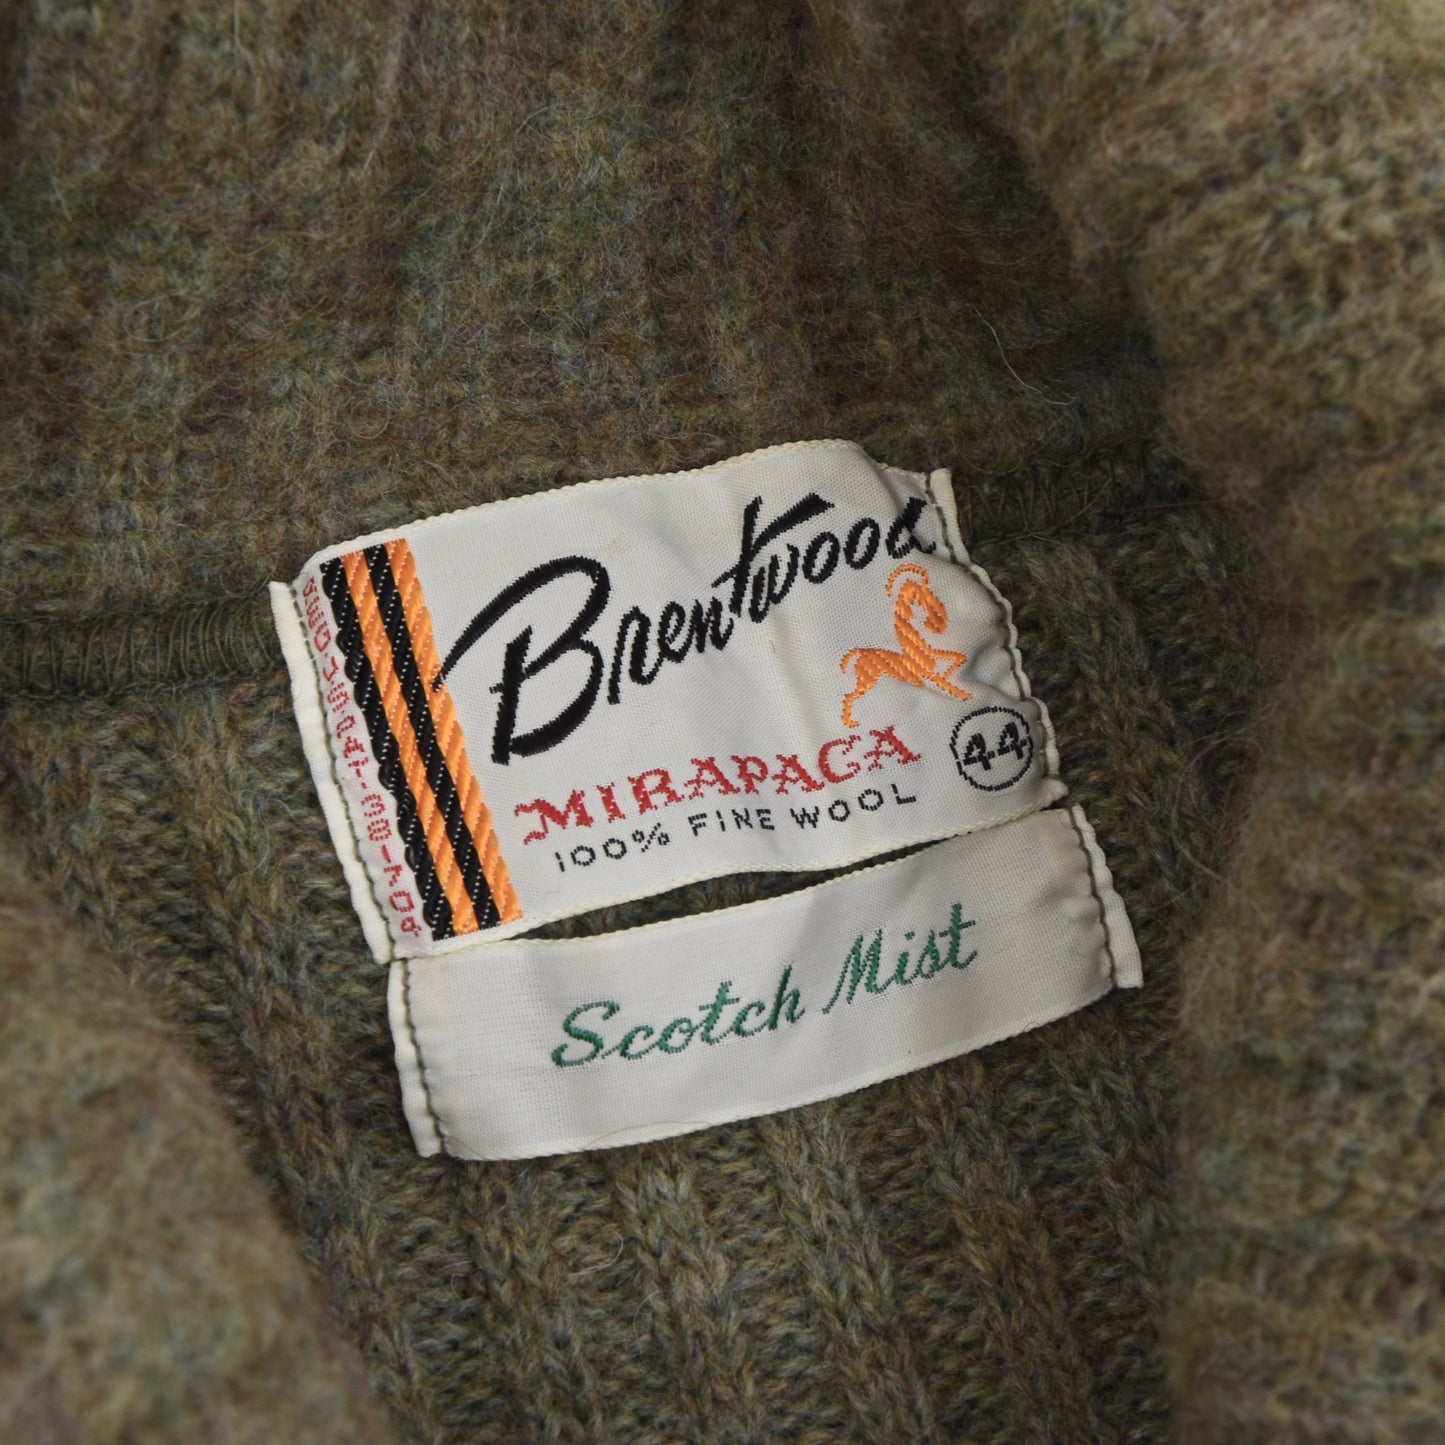 Brentwood
MIRAPACA
100% FINE WOOL
44
Scotch Mist